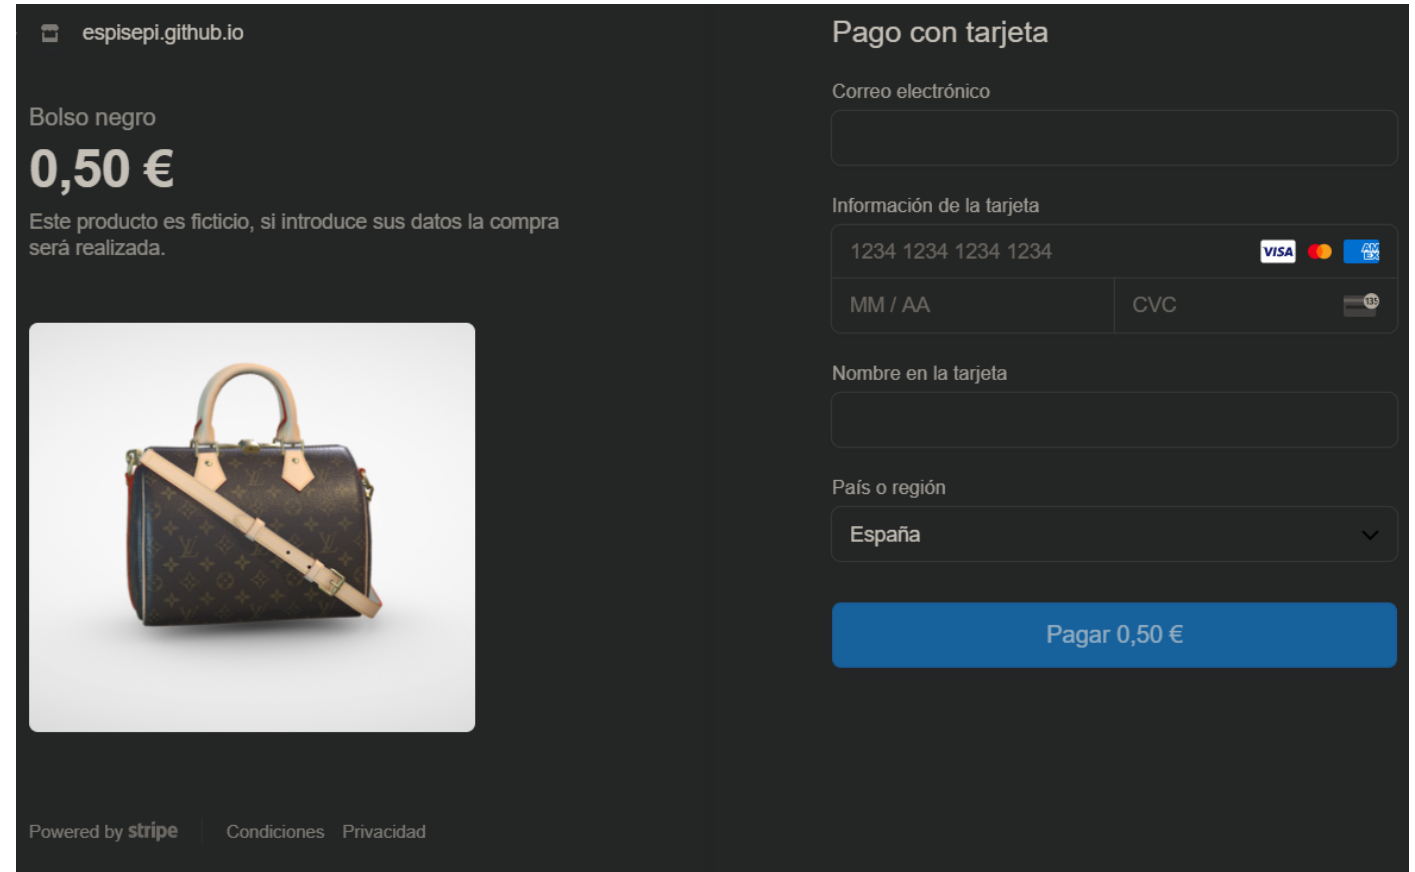 espisepi.github.io
Bolso negro
0,50 €
Este producto es ficticio, si introduce sus datos la compra
será realizada.
Powered by stripe
Condiciones Privacidad
Pago con tarjeta
Correo electrónico
Información de la tarjeta
1234 1234 1234 1234 VISA AMEX
MM / AA CVC 135
Nombre en la tarjeta
País o región
España
Pagar 0,50 €